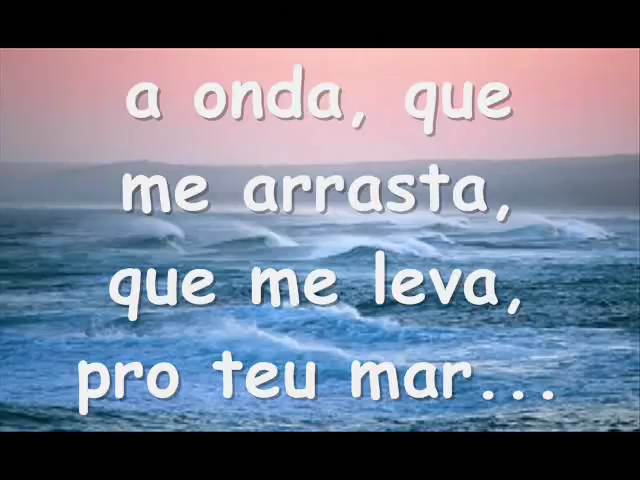 a onda, que
me arrasta,
que me leva,
pro teu mar...